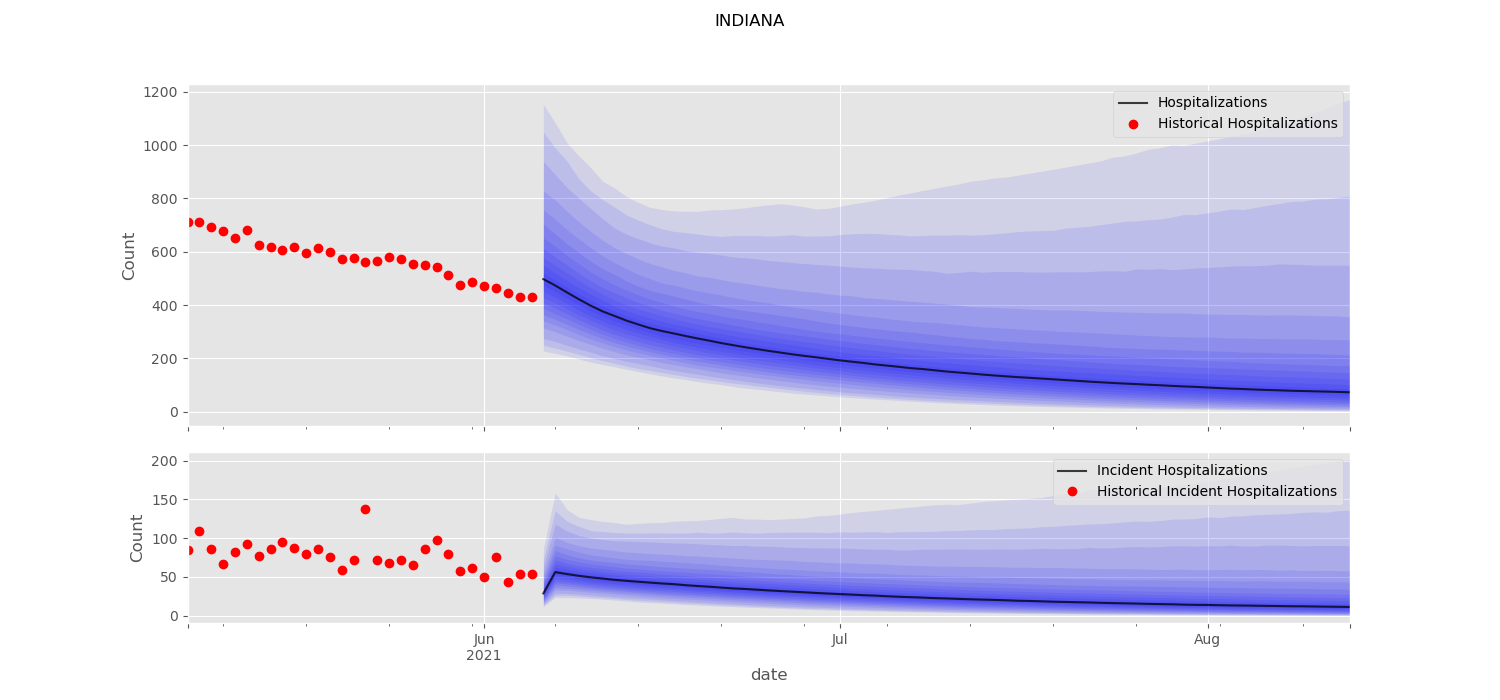 INDIANA
1200
1000
800
600
400
200
0
Count
Hospitalizations
Historical Hospitalizations
200
150
100
50
0
Count
Incident Hospitalizations
Historical Incident Hospitalizations
Jun
2021
Jul
Aug
date